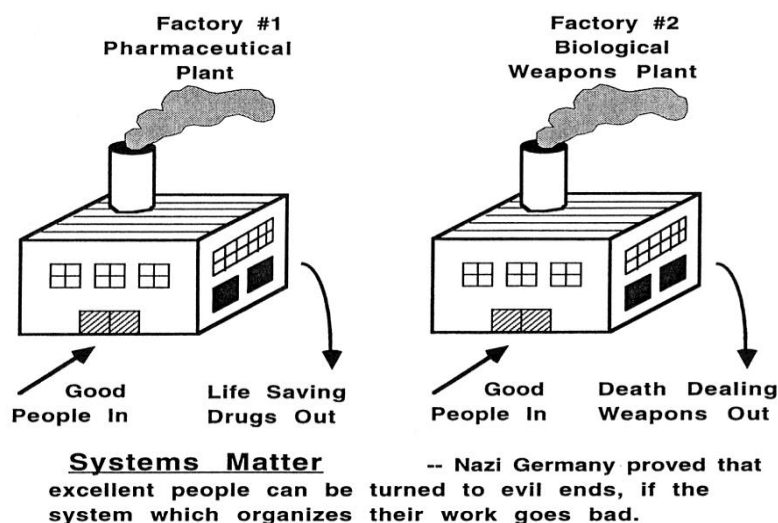 Factory #1
Pharmaceutical
Plant
Factory #2
Biological
Weapons Plant
Good
People In
Life Saving
Drugs Out
Good
People In
Death Dealing
Weapons Out
Systems Matter -- Nazi Germany proved that
excellent people can be turned to evil ends, if the
system which organizes their work goes bad.